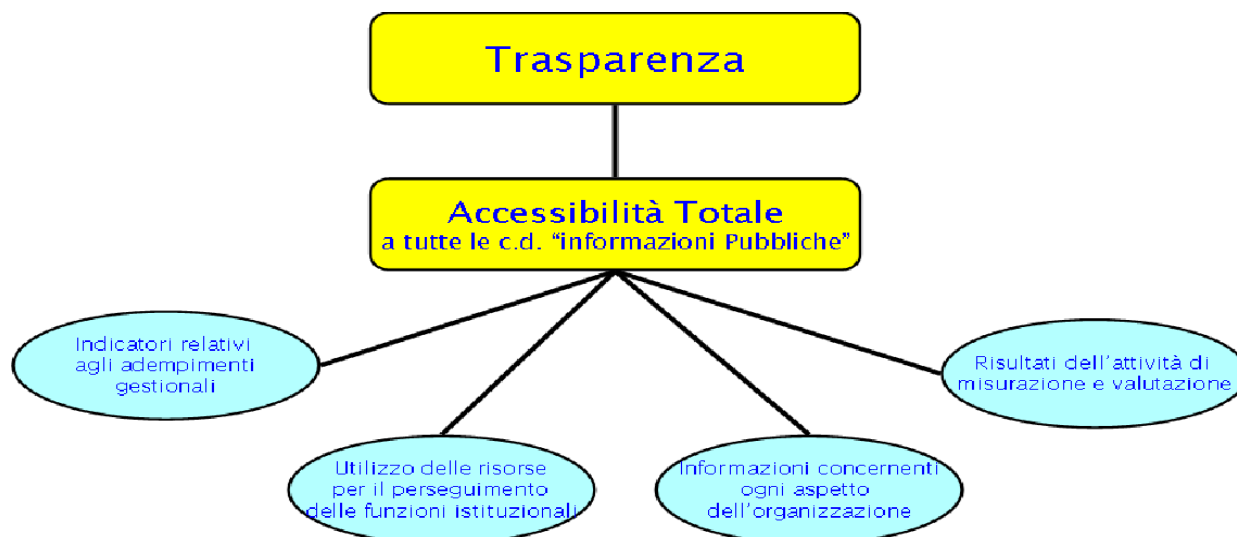 Trasparenza
Accessibilità Totale
a tutte le c.d. “informazioni Pubbliche”
Indicatori relativi
agli adempimenti
gestionali
Utilizzo delle risorse
per il perseguimento
delle funzioni istituzionali
Informazioni concernenti
ogni aspetto
dell’organizzazione
Risultati dell’attività di
misurazione e valutazione